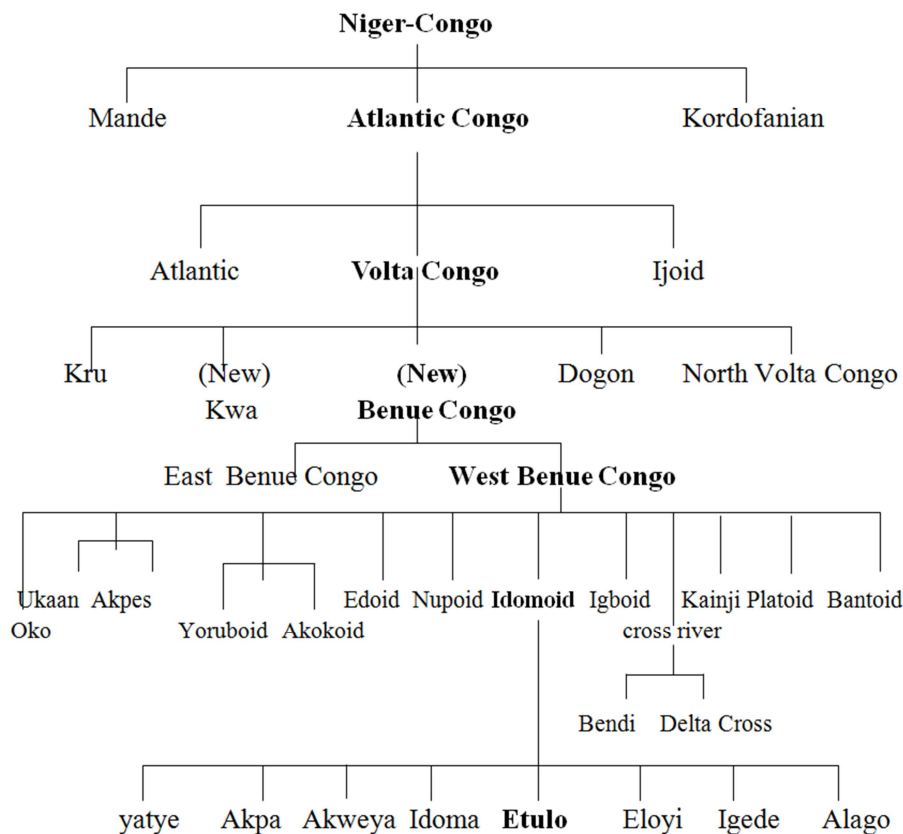 Niger-Congo
Mande Atlantic Congo Kordofanian
Atlantic Volta Congo Ijoid
Kru (New) (New) Dogon North Volta Congo
Kwa Benue Congo
East Benue Congo West Benue Congo
Ukaan Akpes Edoid Nupoid Idomoid Igboid Kainji Platoid Bantoid
Oko Yoruboid Akokoid cross river
Bendi Delta Cross
yatye Akpa Akweya Idoma Etulo Eloyi Igede Alago